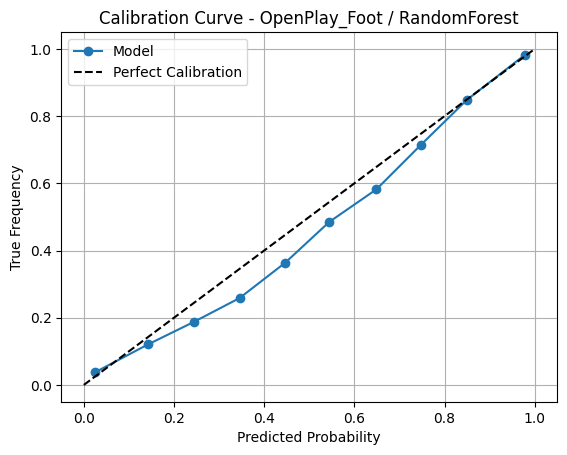 Calibration Curve - OpenPlay_Foot / RandomForest
Model
Perfect Calibration
True Frequency
1.0
0.8
0.6
0.4
0.2
0.0
0.0 0.2 0.4 0.6 0.8 1.0
Predicted Probability